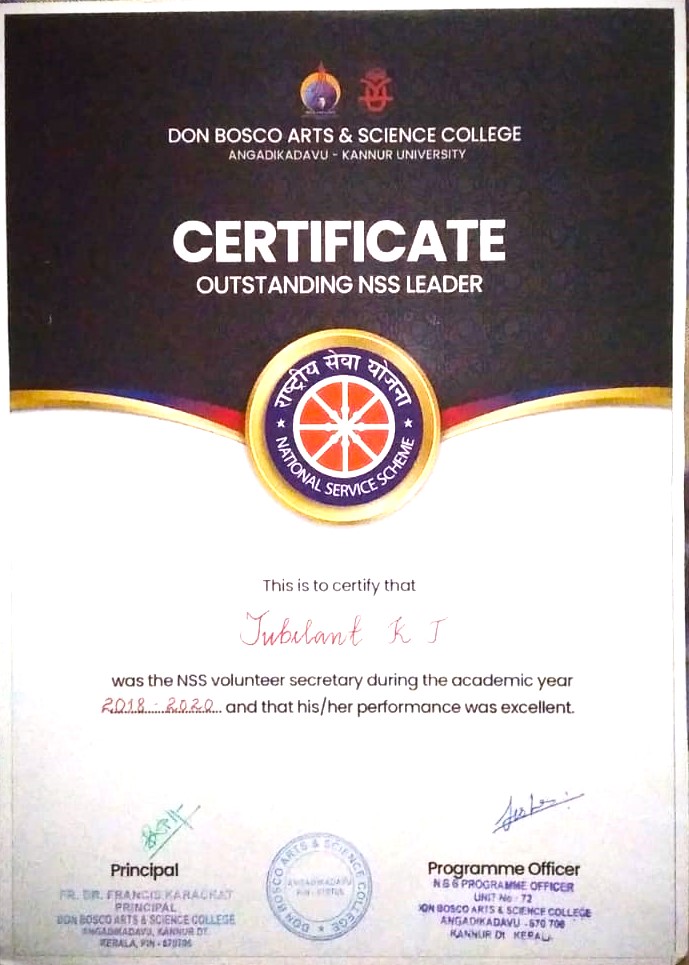 DON BOSCO ARTS & SCIENCE COLLEGE
ANGADIKADAVU - KANNUR UNIVERSITY
CERTIFICATE
OUTSTANDING NSS LEADER
राष्ट्रीय सेवा योजना
NATIONAL SERVICE SCHEME
This is to certify that
Jubilant K J
was the NSS volunteer secretary during the academic year
2018 - 2020 and that his/her performance was excellent.
Principal
FR. DR. FRANCIS KARACKAT
PRINCIPAL
DON BOSCO ARTS & SCIENCE COLLEGE
ANGADIKADAVU, KANNUR DT
KERALA, PIN - 670706
DON BOSCO ARTS & SCIENCE COLLEGE
ANGADIKADAVU
Programme Officer
N S S PROGRAMME OFFICER
UNIT No 72
DON BOSCO ARTS & SCIENCE COLLEGE
ANGADIKADAVU - 670 706
KANNUR Dt KERALA